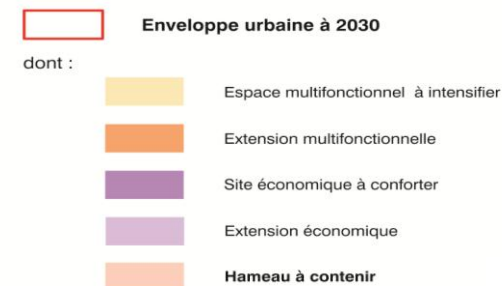 Enveloppe urbaine à 2030
dont :
Espace multifonctionnel à intensifier
Extension multifonctionnelle
Site économique à conforter
Extension économique
Hameau à contenir